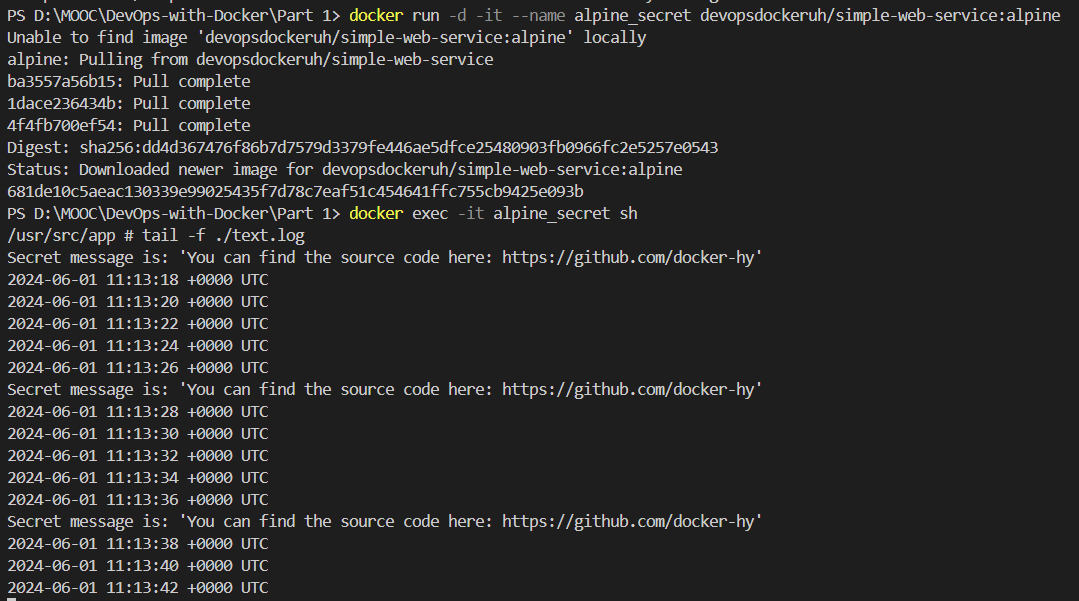 PS D:\MOOC\DevOps-with-Docker\Part 1> docker run -d -it --name alpine_secret devopsdockeruh/simple-web-service:alpine
Unable to find image 'devopsdockeruh/simple-web-service:alpine' locally
alpine: Pulling from devopsdockeruh/simple-web-service
ba3557a56b15: Pull complete
1dace236434b: Pull complete
4f4fb700ef54: Pull complete
Digest: sha256:dd4d367476f86b7d7579d3379fe446ae5dfce25480903fb0966fc2e5257e0543
Status: Downloaded newer image for devopsdockeruh/simple-web-service:alpine
681de10c5aeac130339e99025435f7d78c7eaf51c454641ffc755cb9425e093b
PS D:\MOOC\DevOps-with-Docker\Part 1> docker exec -it alpine_secret sh
/usr/src/app # tail -f ./text.log
Secret message is: 'You can find the source code here: https://github.com/docker-hy'
2024-06-01 11:13:18 +0000 UTC
2024-06-01 11:13:20 +0000 UTC
2024-06-01 11:13:22 +0000 UTC
2024-06-01 11:13:24 +0000 UTC
2024-06-01 11:13:26 +0000 UTC
Secret message is: 'You can find the source code here: https://github.com/docker-hy'
2024-06-01 11:13:28 +0000 UTC
2024-06-01 11:13:30 +0000 UTC
2024-06-01 11:13:32 +0000 UTC
2024-06-01 11:13:34 +0000 UTC
2024-06-01 11:13:36 +0000 UTC
Secret message is: 'You can find the source code here: https://github.com/docker-hy'
2024-06-01 11:13:38 +0000 UTC
2024-06-01 11:13:40 +0000 UTC
2024-06-01 11:13:42 +0000 UTC